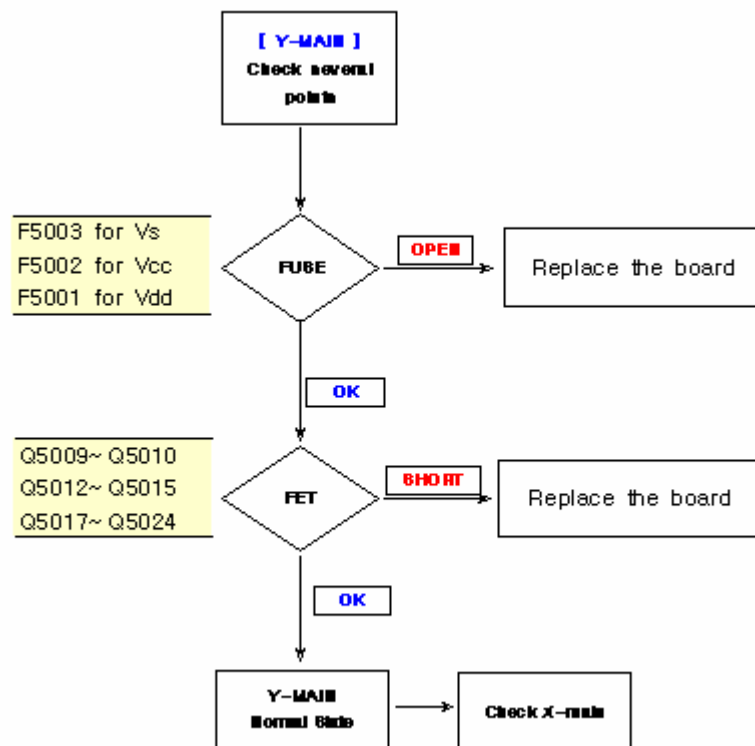 [ Y-MAIN ]
Check several
points
F5003 for Vs
F5002 for Vcc
F5001 for Vdd
FUSE
OPEN
Replace the board
OK
Q5009~ Q5010
Q5012~ Q5015
Q5017~ Q5024
FET
SHORT
Replace the board
OK
Y-MAIN
Normal State
Check X-main